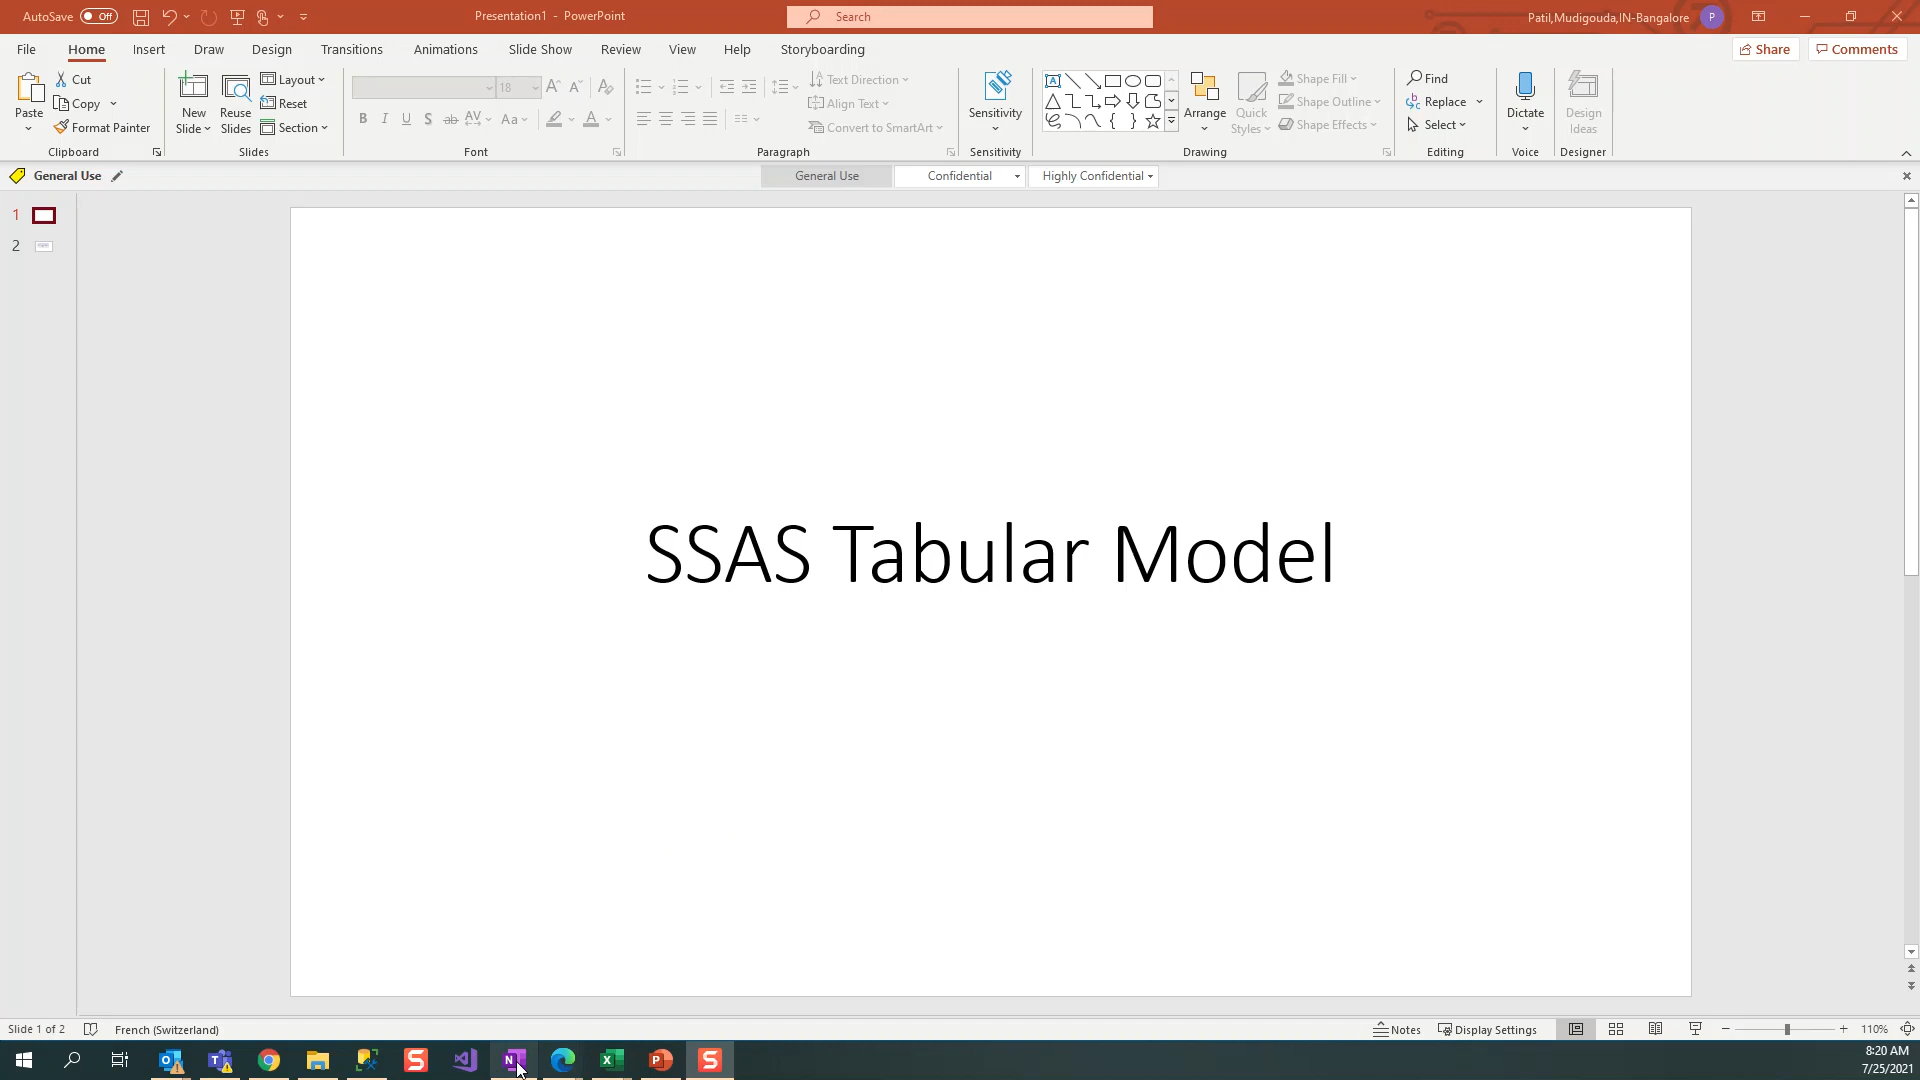 AutoSave Off Presentation1 - PowerPoint Search Patil,Mudigouda,IN-Bangalore P
File Home Insert Draw Design Transitions Animations Slide Show Review View Help Storyboarding Share Comments
Paste
Cut
Copy
Format Painter
Clipboard
New Slide
Reuse Slides
Layout
Reset
Section
Slides
18
B I U S ab AV Aa A
Font
Text Direction
Align Text
Convert to SmartArt
Paragraph
Sensitivity
Sensitivity
Arrange
Quick Styles
Shape Fill
Shape Outline
Shape Effects
Drawing
Find
Replace
Select
Editing
Dictate
Voice
Design Ideas
Designer
General Use General Use Confidential Highly Confidential
1
2
SSAS Tabular Model
Slide 1 of 2 French (Switzerland) Notes Display Settings 110%
8:20 AM
7/25/2021